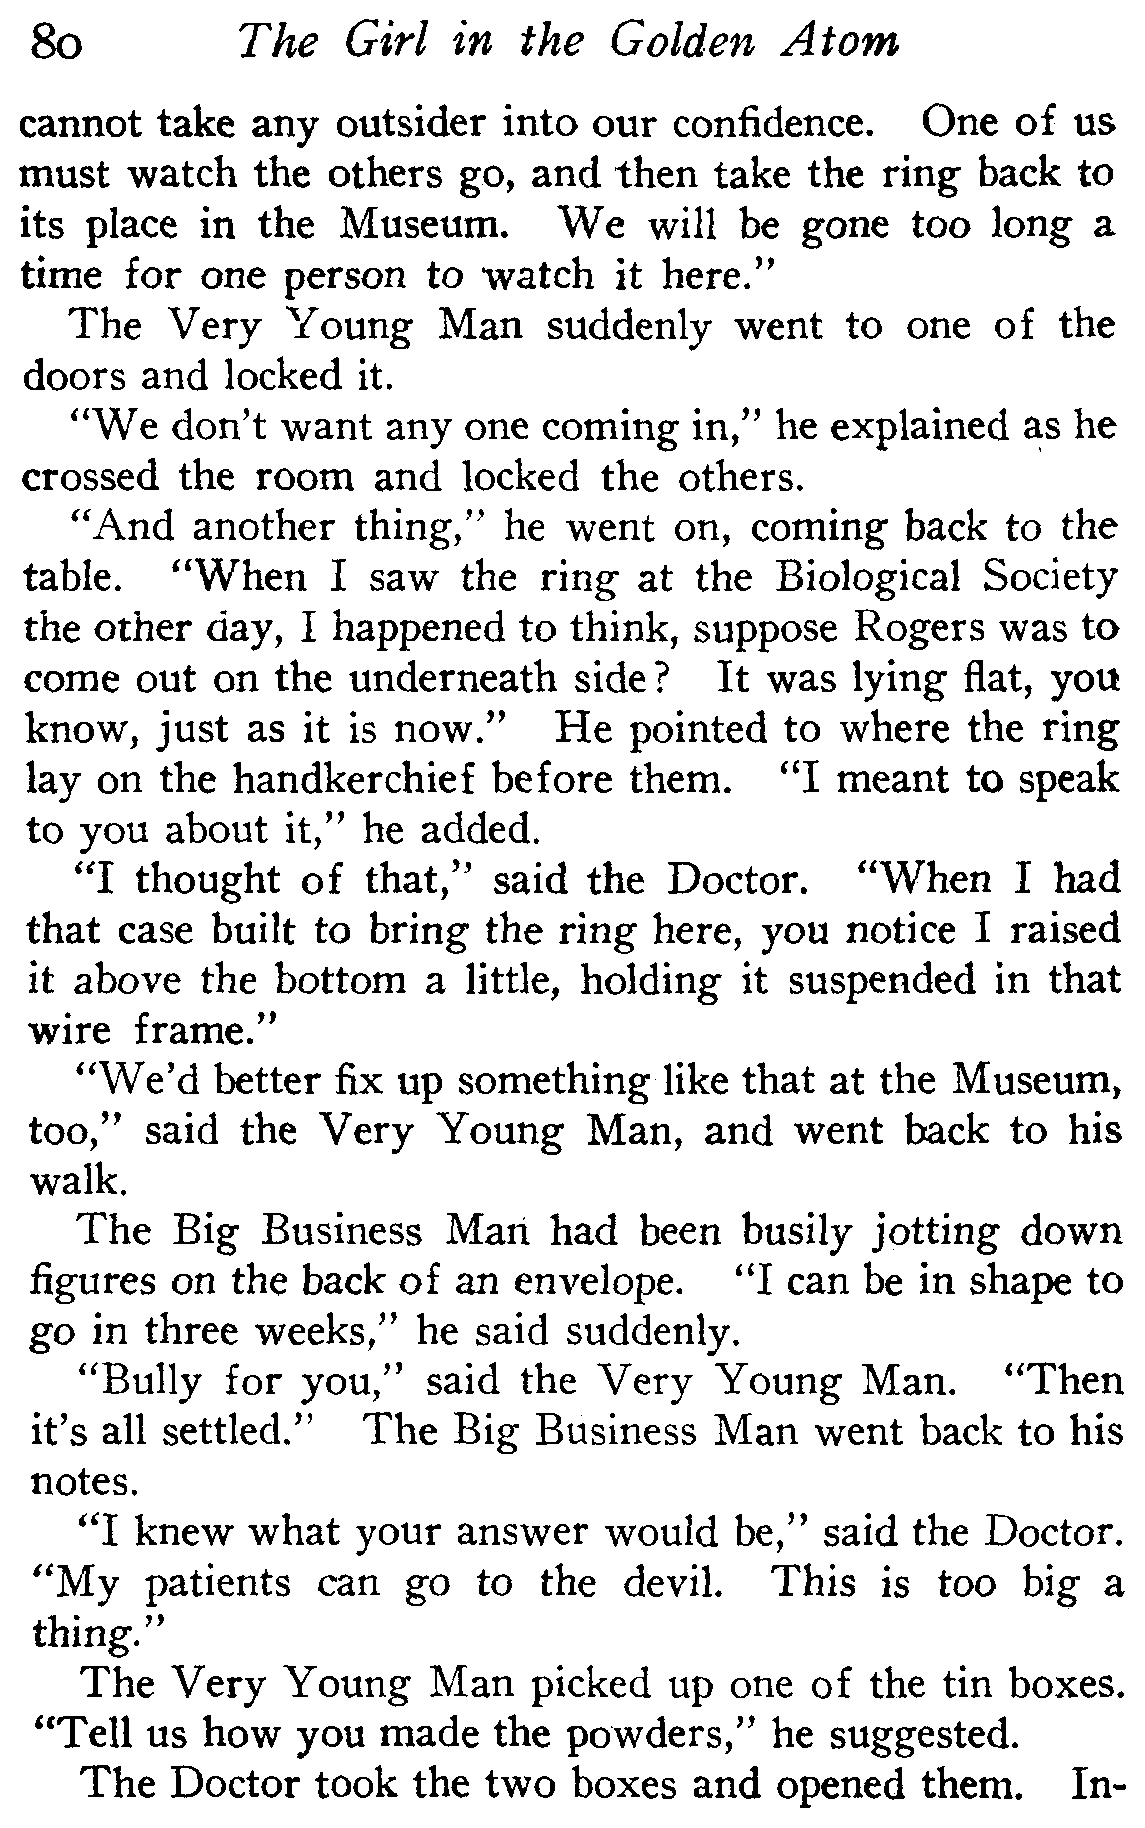 80 The Girl in the Golden Atom
cannot take any outsider into our confidence. One of us
must watch the others go, and then take the ring back to
its place in the Museum. We will be gone too long a
time for one person to watch it here."
The Very Young Man suddenly went to one of the
doors and locked it.
"We don't want any one coming in," he explained as he
crossed the room and locked the others.
"And another thing," he went on, coming back to the
table. "When I saw the ring at the Biological Society
the other day, I happened to think, suppose Rogers was to
come out on the underneath side? It was lying flat, you
know, just as it is now." He pointed to where the ring
lay on the handkerchief before them. "I meant to speak
to you about it," he added.
"I thought of that," said the Doctor. "When I had
that case built to bring the ring here, you notice I raised
it above the bottom a little, holding it suspended in that
wire frame."
"We'd better fix up something like that at the Museum,
too," said the Very Young Man, and went back to his
walk.
The Big Business Man had been busily jotting down
figures on the back of an envelope. "I can be in shape to
go in three weeks," he said suddenly.
"Bully for you," said the Very Young Man. "Then
it's all settled." The Big Business Man went back to his
notes.
"I knew what your answer would be," said the Doctor.
"My patients can go to the devil. This is too big a
thing."
The Very Young Man picked up one of the tin boxes.
"Tell us how you made the powders," he suggested.
The Doctor took the two boxes and opened them. In-